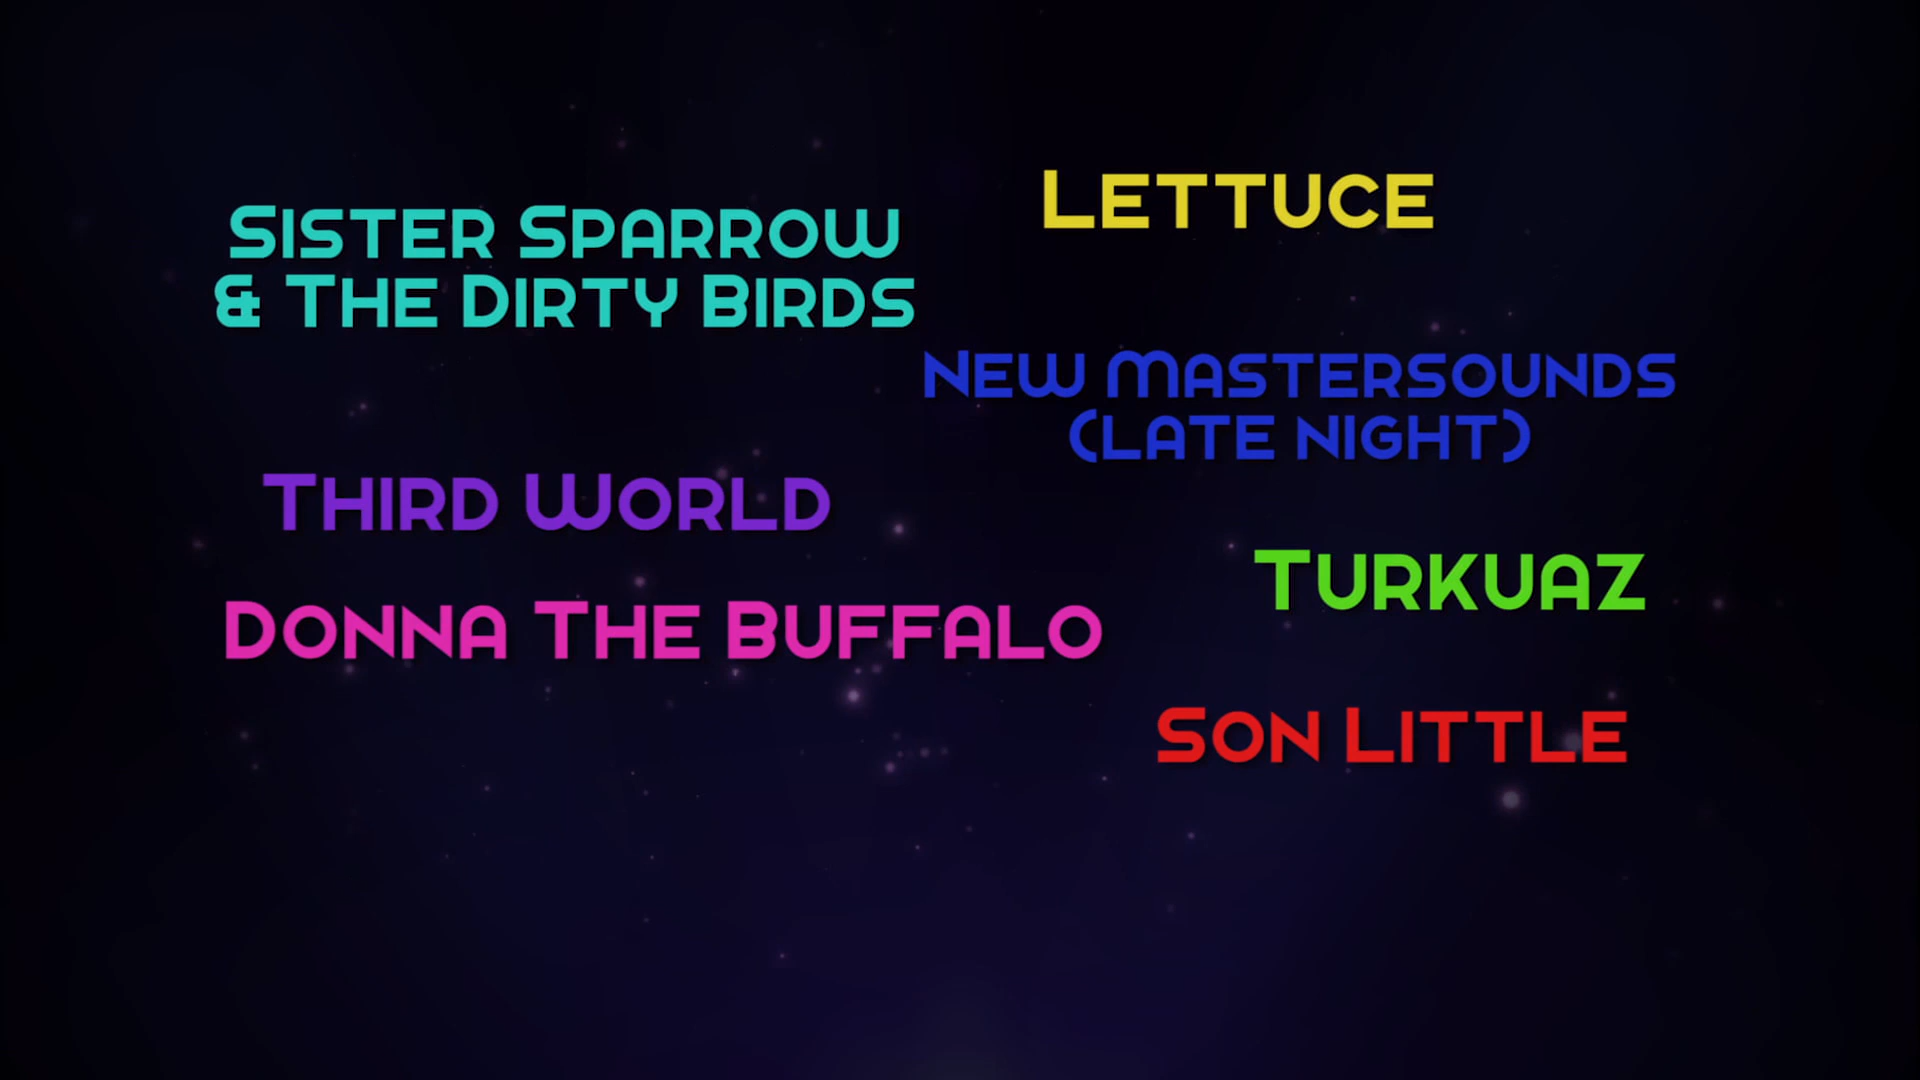 Sister Sparrow
& The Dirty Birds
Lettuce
New Mastersounds
(Late Night)
Third World
Turkuaz
Donna The Buffalo
Son Little